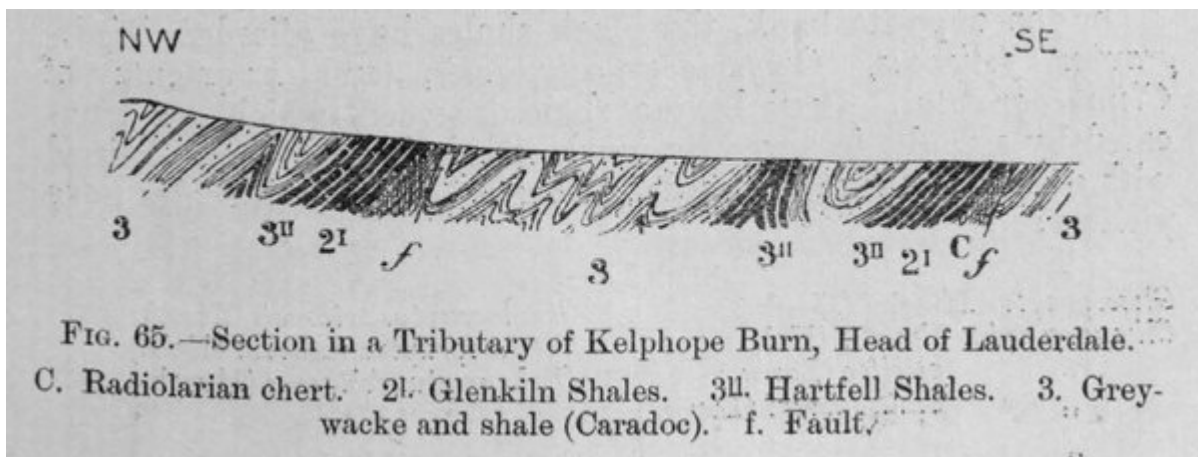 NW SE
3 3II 2I f 3 3II 3II 2I C f 3
FIG. 65.—Section in a Tributary of Kelphope Burn, Head of Lauderdale.
C. Radiolarian chert. 2I. Glenkiln Shales. 3II. Hartfell Shales. 3. Grey-
wacke and shale (Caradoc). f. Fault.